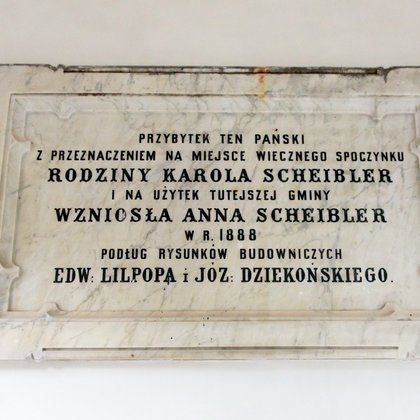 PRZYBYTEK TEN PAŃSKI
Z PRZEZNACZENIEM NA MIEJSCE WIECZNEGO SPOCZYNKU
RODZINY KAROLA SCHEIBLER
I NA UŻYTEK TUTEJSZEJ GMINY
WZNIOSŁA ANNA SCHEIBLER
W R. 1888
PODŁUG RYSUNKÓW BUDOWNICZYCH
EDW: LILPOPA i JÓZ: DZIEKOŃSKIEGO.